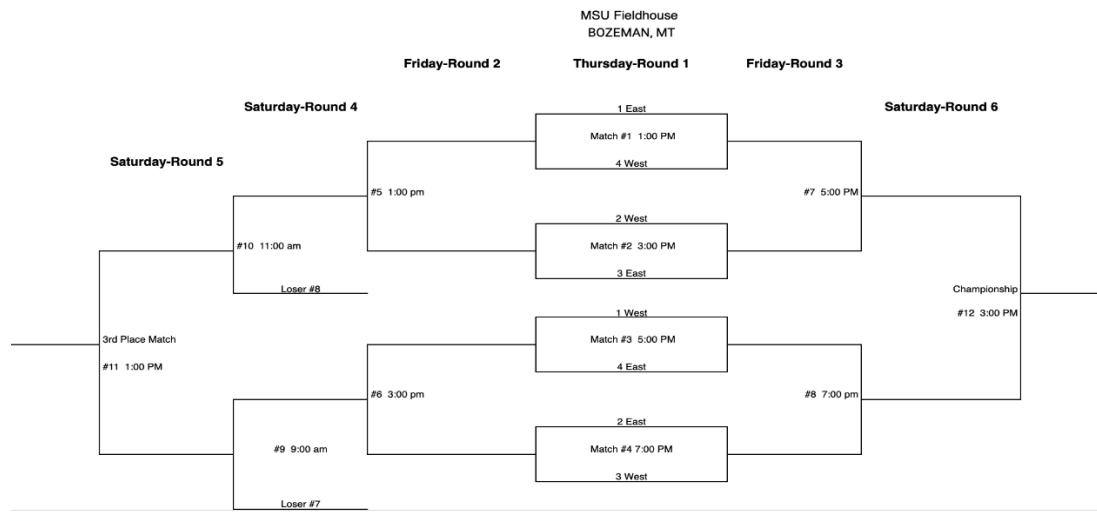 MSU Fieldhouse
BOZEMAN, MT
Friday-Round 2
Thursday-Round 1
Friday-Round 3
Saturday-Round 4
Saturday-Round 6
1 East
Match #1 1:00 PM
4 West
Saturday-Round 5
#5 1:00 pm
#7 5:00 PM
2 West
Match #2 3:00 PM
3 East
#10 11:00 am
Loser #8
Championship
#12 3:00 PM
1 West
Match #3 5:00 PM
4 East
3rd Place Match
#11 1:00 PM
#6 3:00 pm
#8 7:00 pm
2 East
Match #4 7:00 PM
3 West
#9 9:00 am
Loser #7